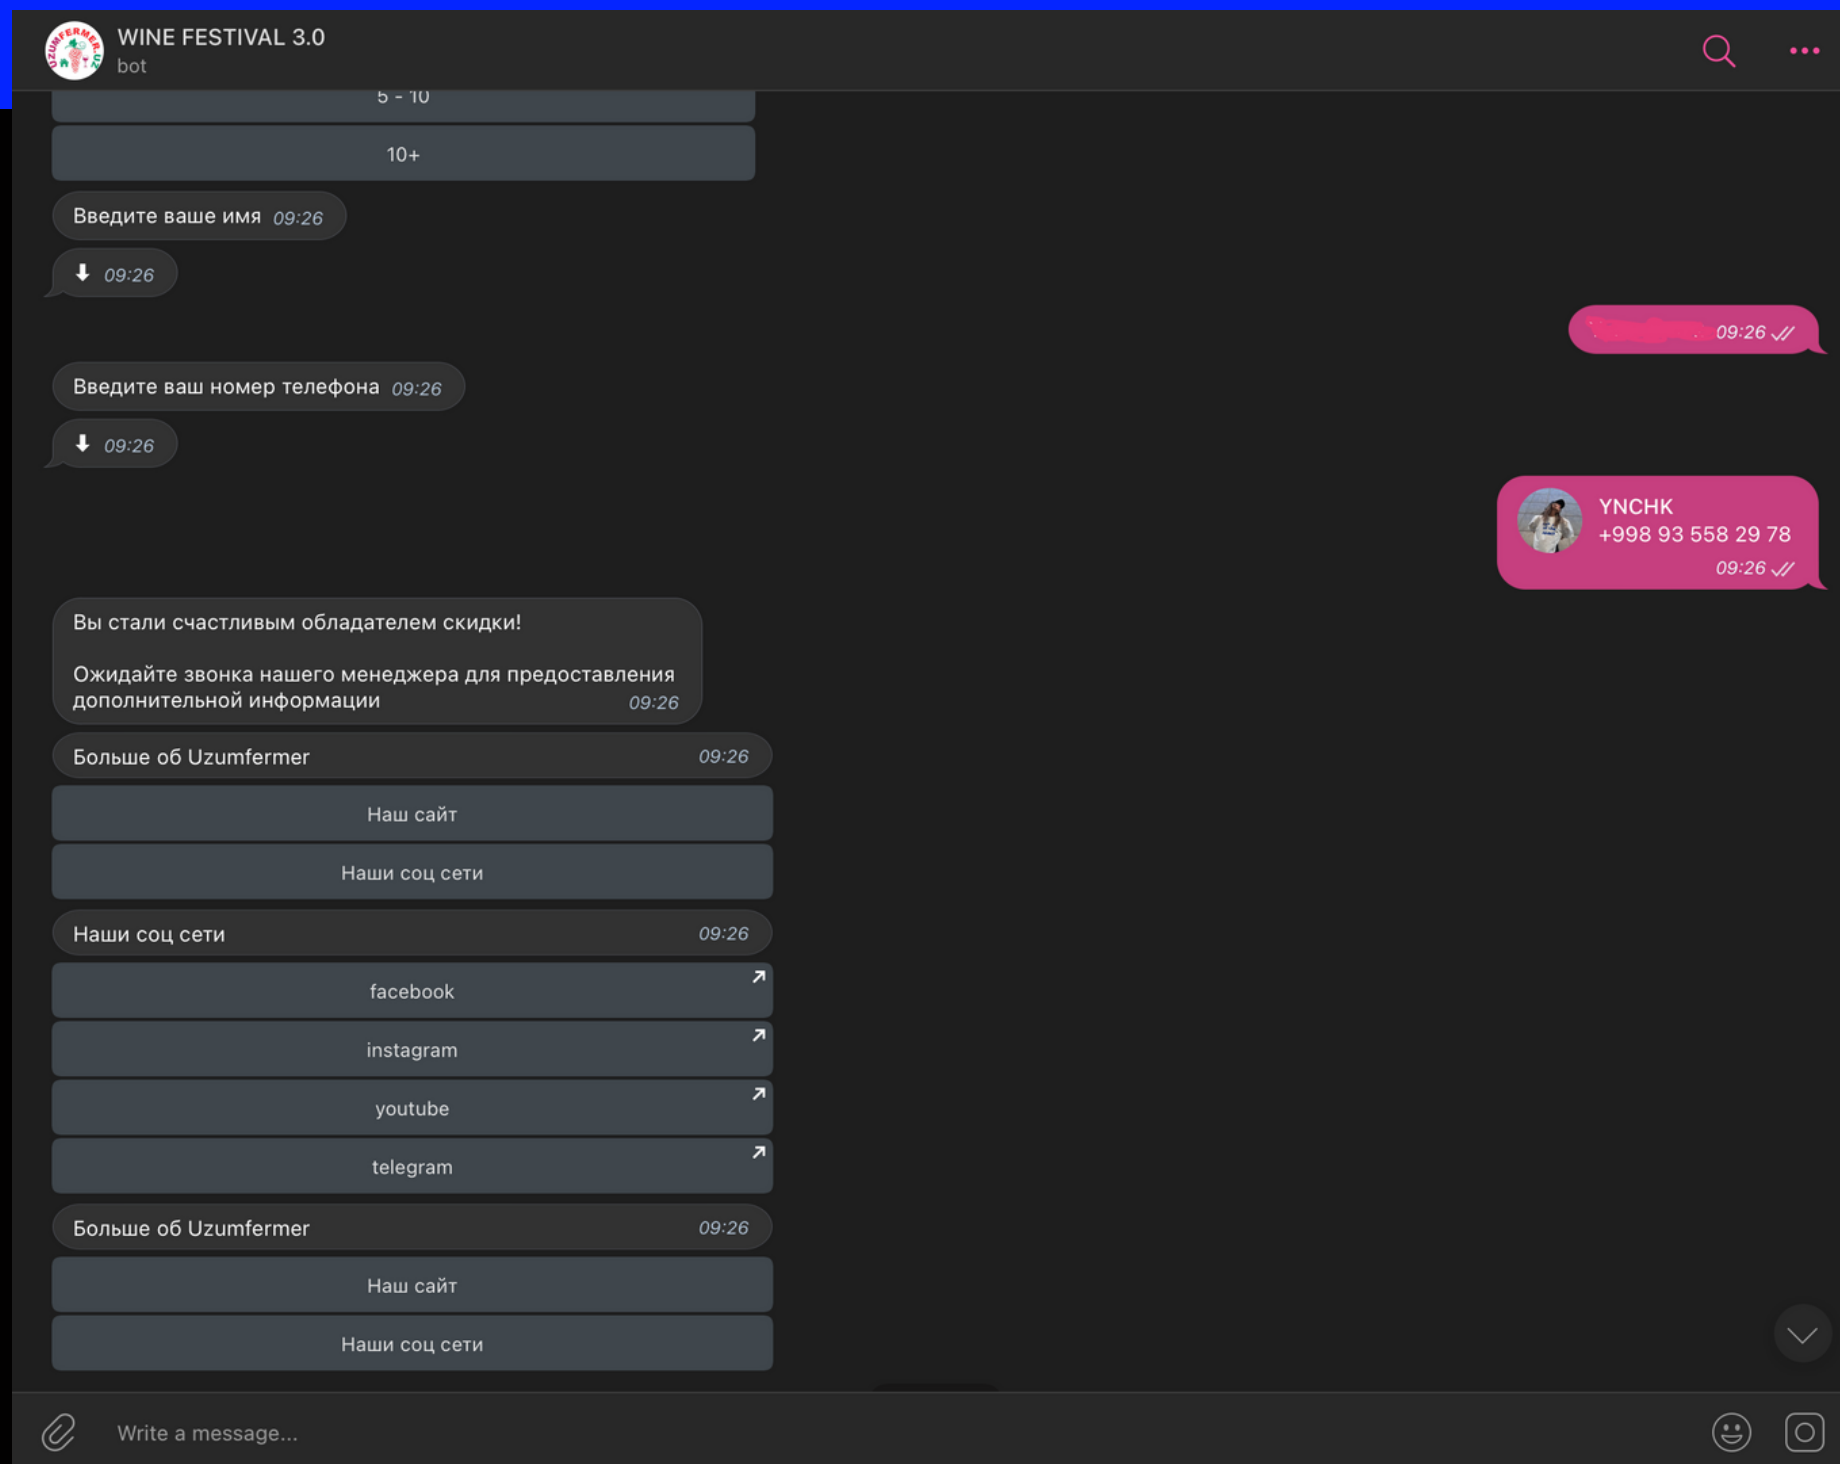 UZUMFERMER.UZ
WINE FESTIVAL 3.0
bot
5 - 10
10+
Введите ваше имя 09:26
⬇ 09:26
09:26
Введите ваш номер телефона 09:26
⬇ 09:26
YNCHK
+998 93 558 29 78
09:26
Вы стали счастливым обладателем скидки!
Ожидайте звонка нашего менеджера для предоставления
дополнительной информации 09:26
Больше об Uzumfermer 09:26
Наш сайт
Наши соц сети
Наши соц сети 09:26
facebook
instagram
youtube
telegram
Больше об Uzumfermer 09:26
Наш сайт
Наши соц сети
Write a message...